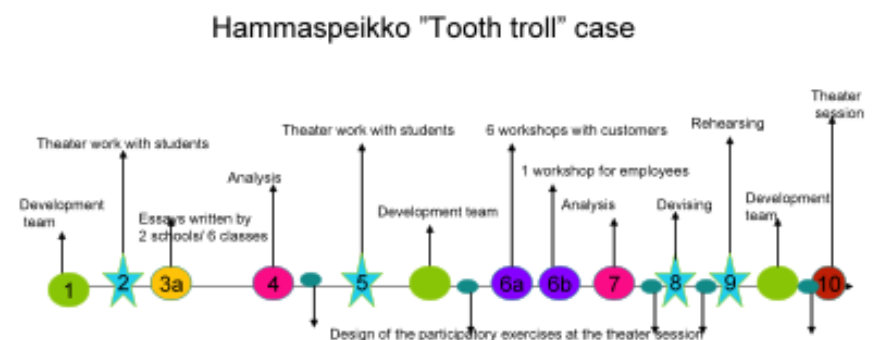 Hammaspeikko "Tooth troll" case
Theater
session
Rehearsing
Theater work with students
6 workshops with customers
Theater work with students
1 workshop for employees
Analysis
Development
team
Essays written by
2 schools/ 6 classes
Development team
Analysis
Devising
Development
team
1
2
3a
4
5
6a
6b
7
8
9
10
Design of the participatory exercises at the theater session